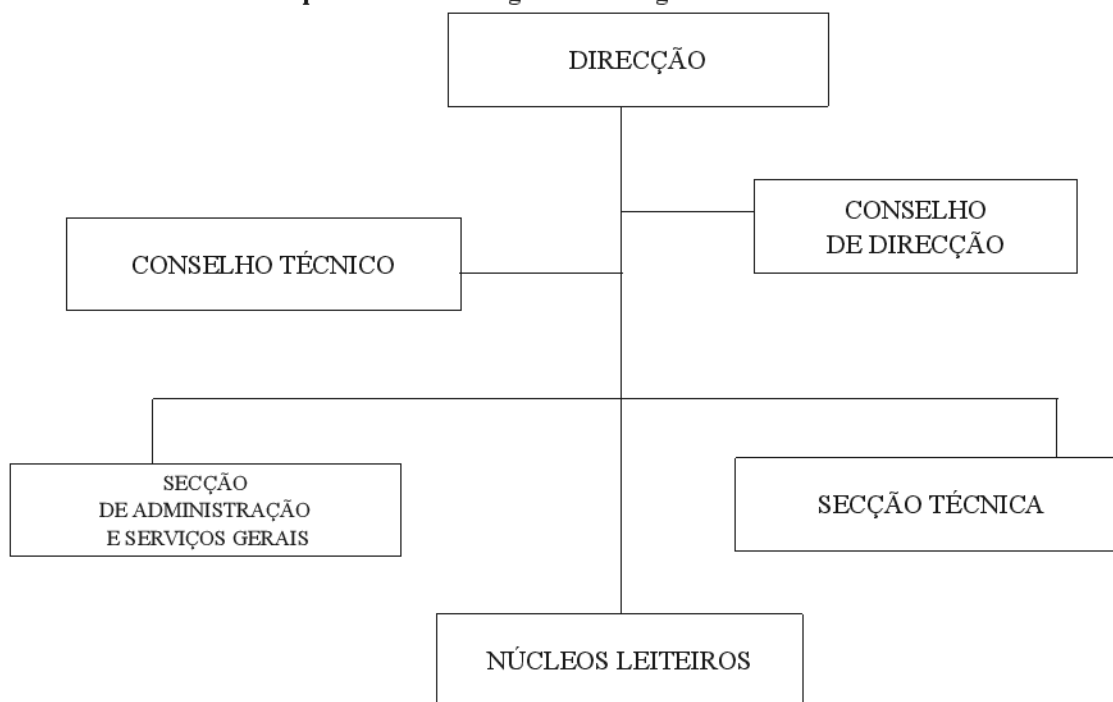 DIRECÇÃO
CONSELHO
DE DIRECÇÃO
CONSELHO TÉCNICO
SECÇÃO
DE ADMINISTRAÇÃO
E SERVIÇOS GERAIS
SECÇÃO TÉCNICA
NÚCLEOS LEITEIROS